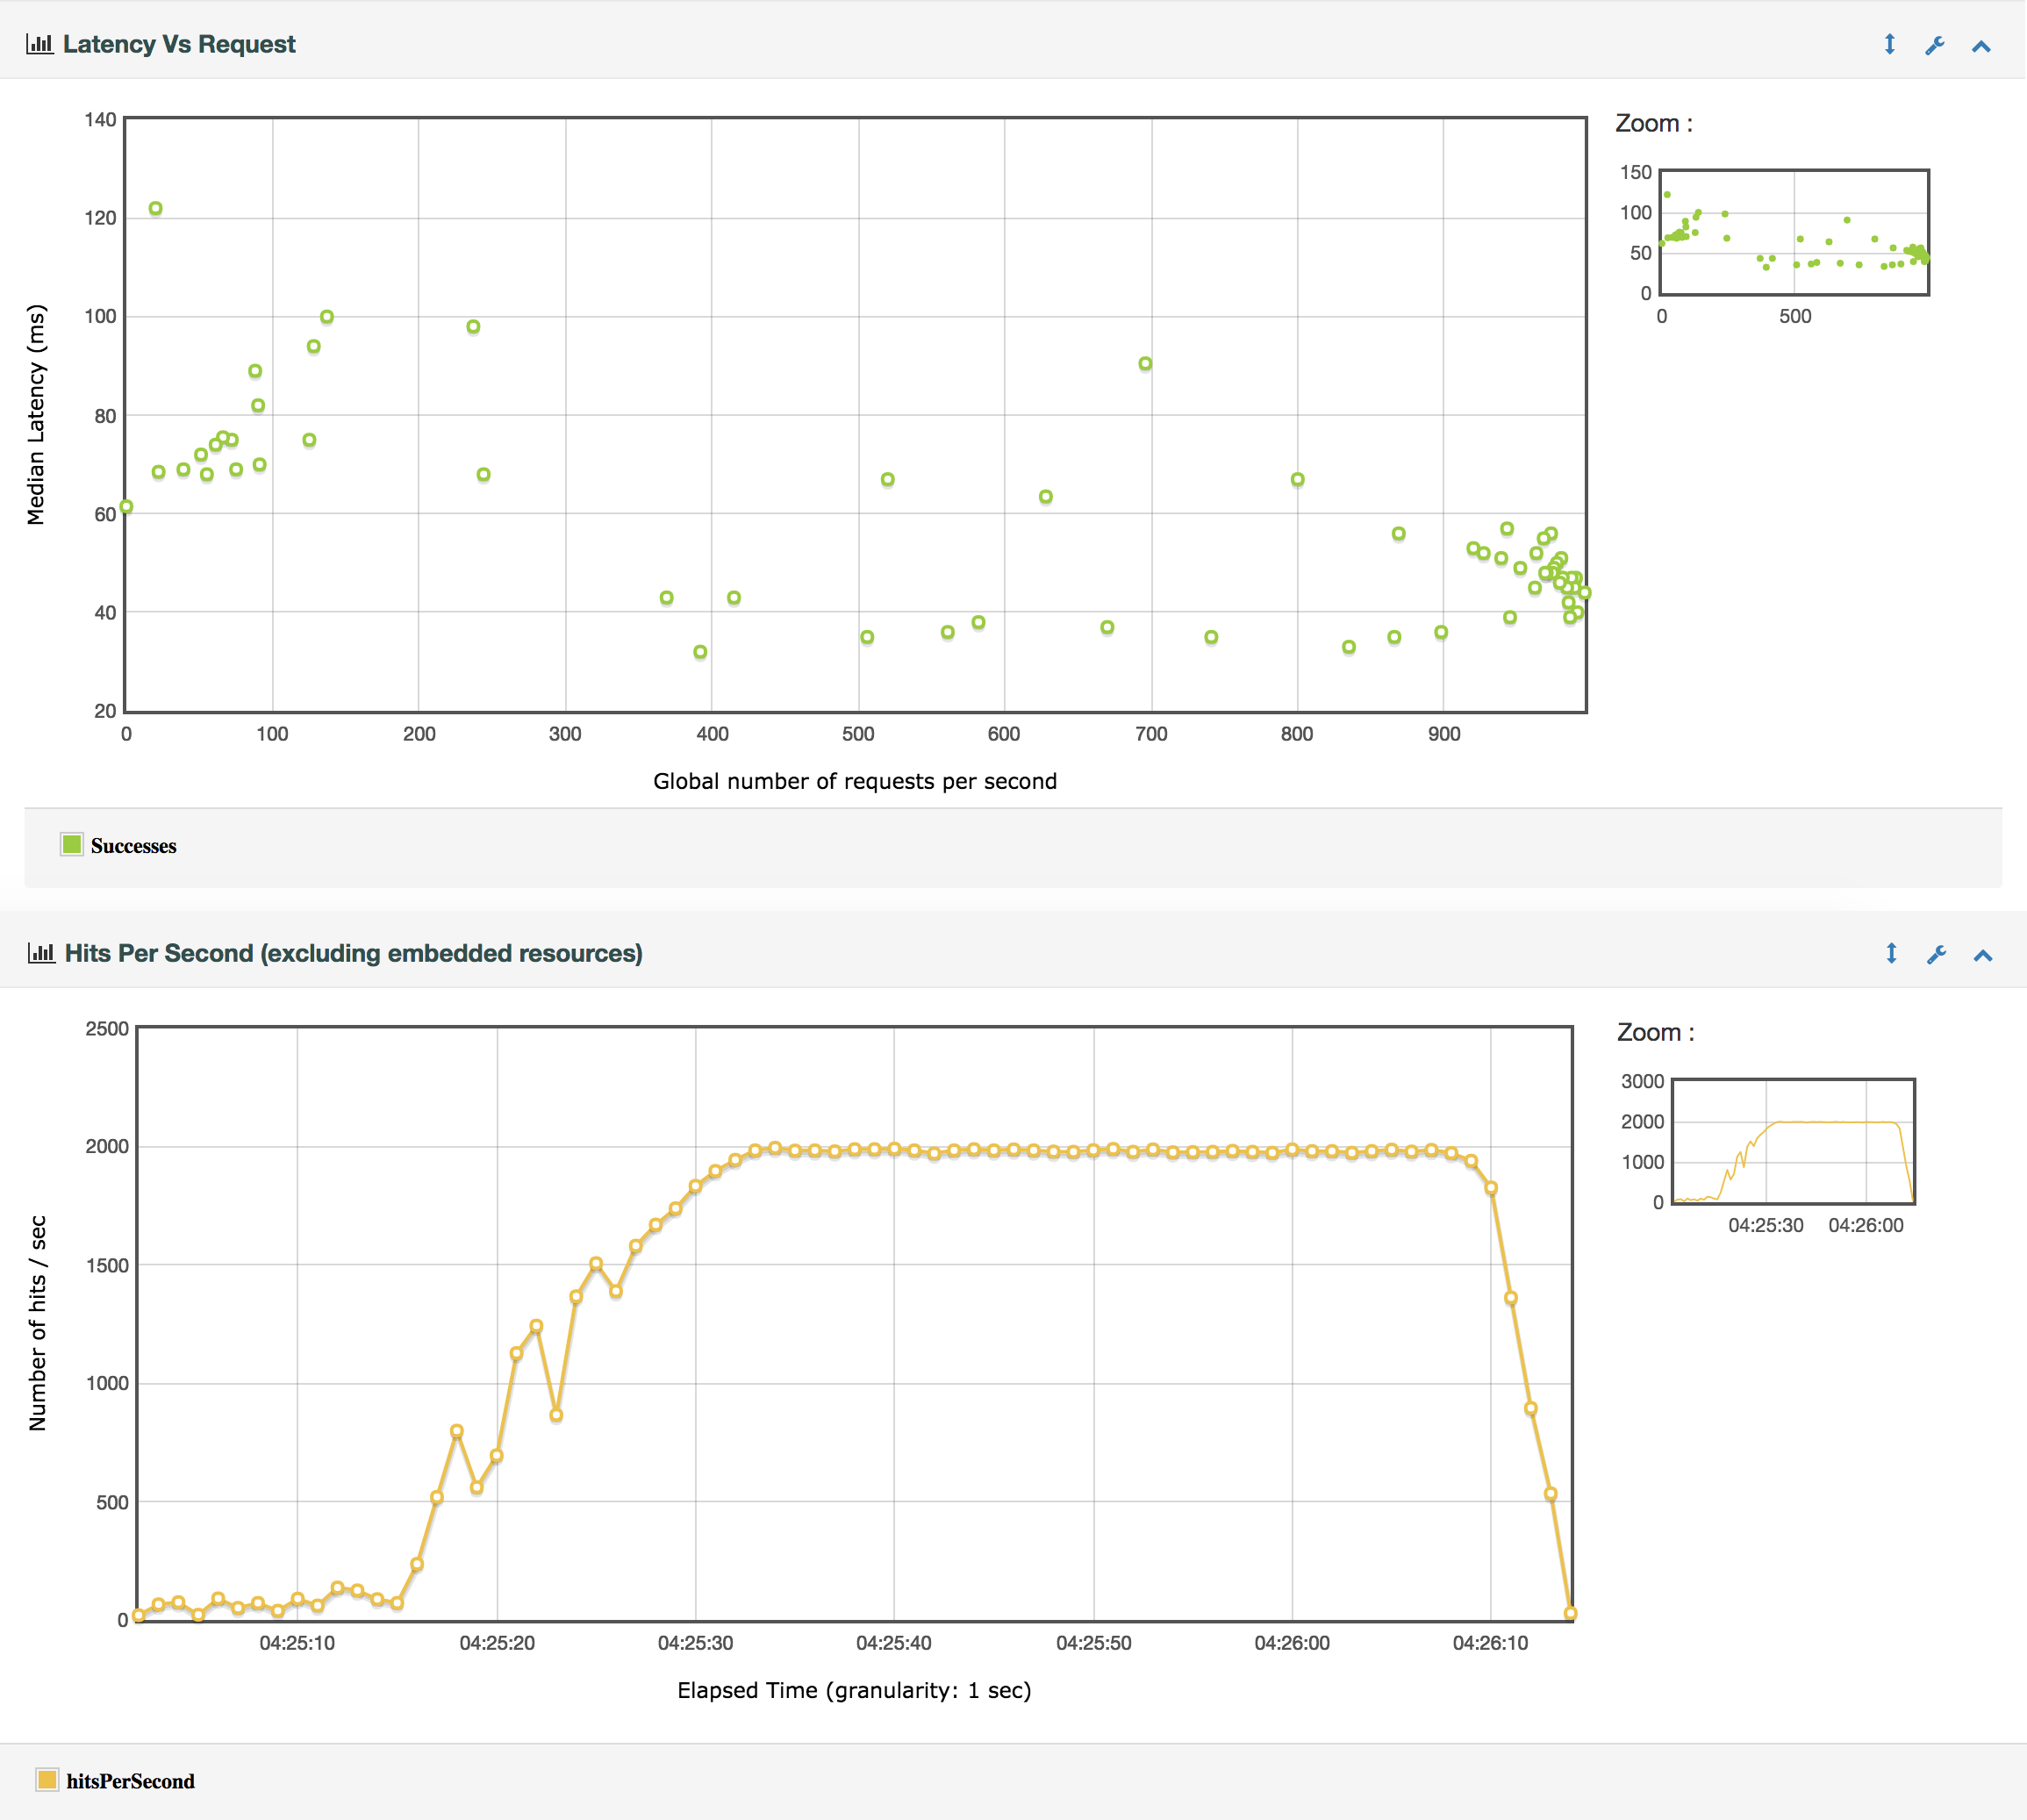 Latency Vs Request
Zoom :
140
120
100
80
60
40
20
Median Latency (ms)
0 100 200 300 400 500 600 700 800 900
Global number of requests per second
150
100
50
0
0 500
Successes
Hits Per Second (excluding embedded resources)
Zoom :
2500
2000
1500
1000
500
0
Number of hits / sec
04:25:10 04:25:20 04:25:30 04:25:40 04:25:50 04:26:00 04:26:10
Elapsed Time (granularity: 1 sec)
3000
2000
1000
0
04:25:30 04:26:00
hitsPerSecond